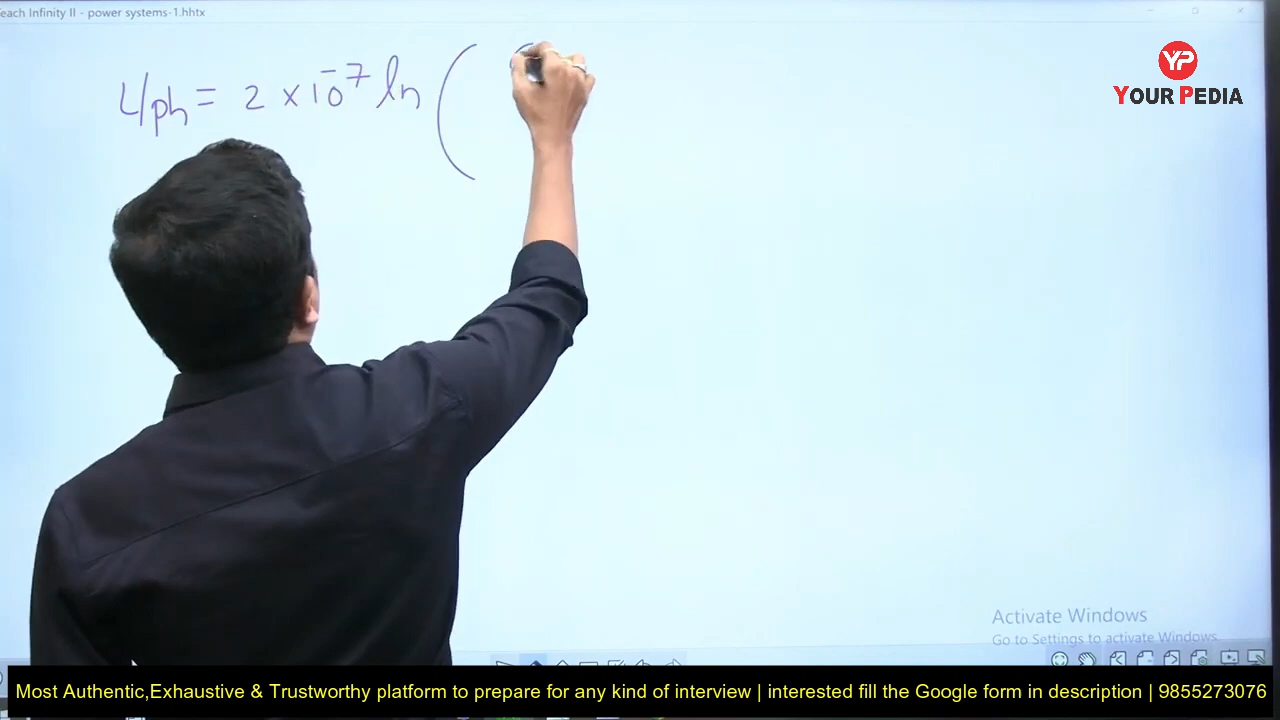 each Infinity II - power systems-1.hhtx
YP
YOUR PEDIA
L/ph = 2 × 10⁻⁷ ln (
Activate Windows
Go to Settings to activate Windows.
Most Authentic,Exhaustive & Trustworthy platform to prepare for any kind of interview | interested fill the Google form in description | 9855273076